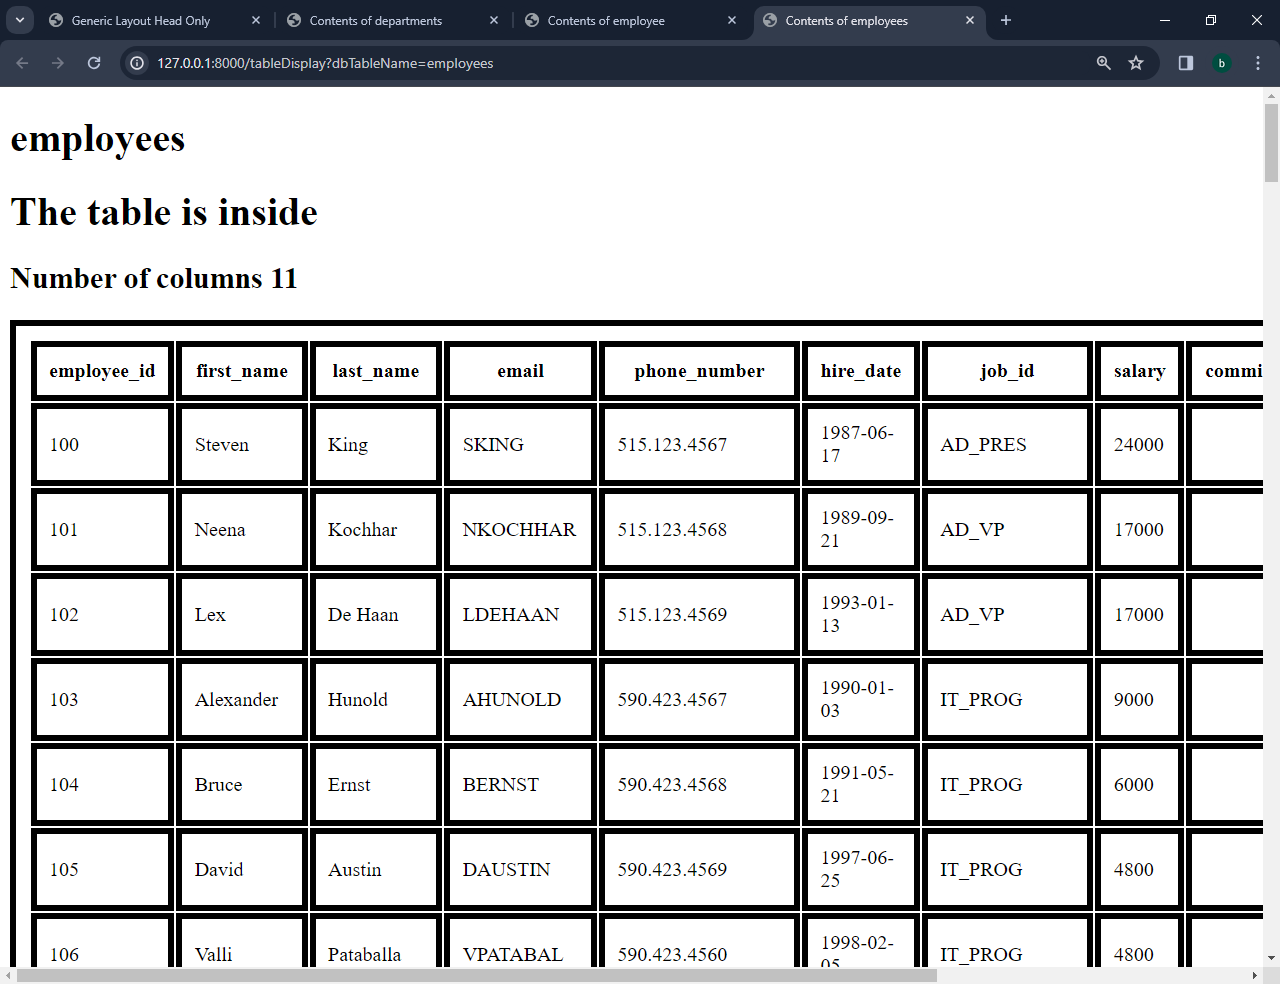 Generic Layout Head Only
Contents of departments
Contents of employee
Contents of employees
127.0.0.1:8000/tableDisplay?dbTableName=employees
b
employees
The table is inside
Number of columns 11
employee_id first_name last_name email phone_number hire_date job_id salary commi
100 Steven King SKING 515.123.4567 1987-06-17 AD_PRES 24000
101 Neena Kochhar NKOCHHAR 515.123.4568 1989-09-21 AD_VP 17000
102 Lex De Haan LDEHAAN 515.123.4569 1993-01-13 AD_VP 17000
103 Alexander Hunold AHUNOLD 590.423.4567 1990-01-03 IT_PROG 9000
104 Bruce Ernst BERNST 590.423.4568 1991-05-21 IT_PROG 6000
105 David Austin DAUSTIN 590.423.4569 1997-06-25 IT_PROG 4800
106 Valli Pataballa VPATABAL 590.423.4560 1998-02-05 IT_PROG 4800